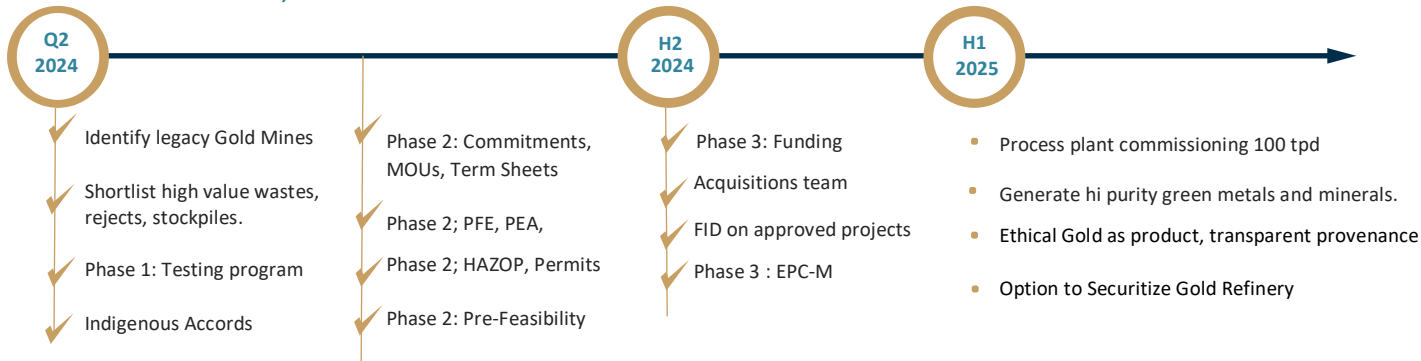 Q2
2024
H2
2024
H1
2025
Identify legacy Gold Mines
Shortlist high value wastes,
rejects, stockpiles.
Phase 1: Testing program
Indigenous Accords
Phase 2: Commitments,
MOUs, Term Sheets
Phase 2; PFE, PEA,
Phase 2; HAZOP, Permits
Phase 2: Pre-Feasibility
Phase 3: Funding
Acquisitions team
FID on approved projects
Phase 3 : EPC-M
Process plant commissioning 100 tpd
Generate hi purity green metals and minerals.
Ethical Gold as product, transparent provenance
Option to Securitize Gold Refinery